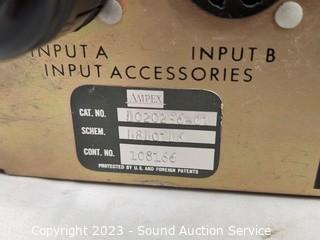 INPUT A INPUT B
INPUT ACCESSORIES
AMPEX
CAT. NO.
SCHEM.
CONT. NO. 108166
PROTECTED BY U.S. AND FOREIGN PATENTS
Copyright © 2023 - Sound Auction Service